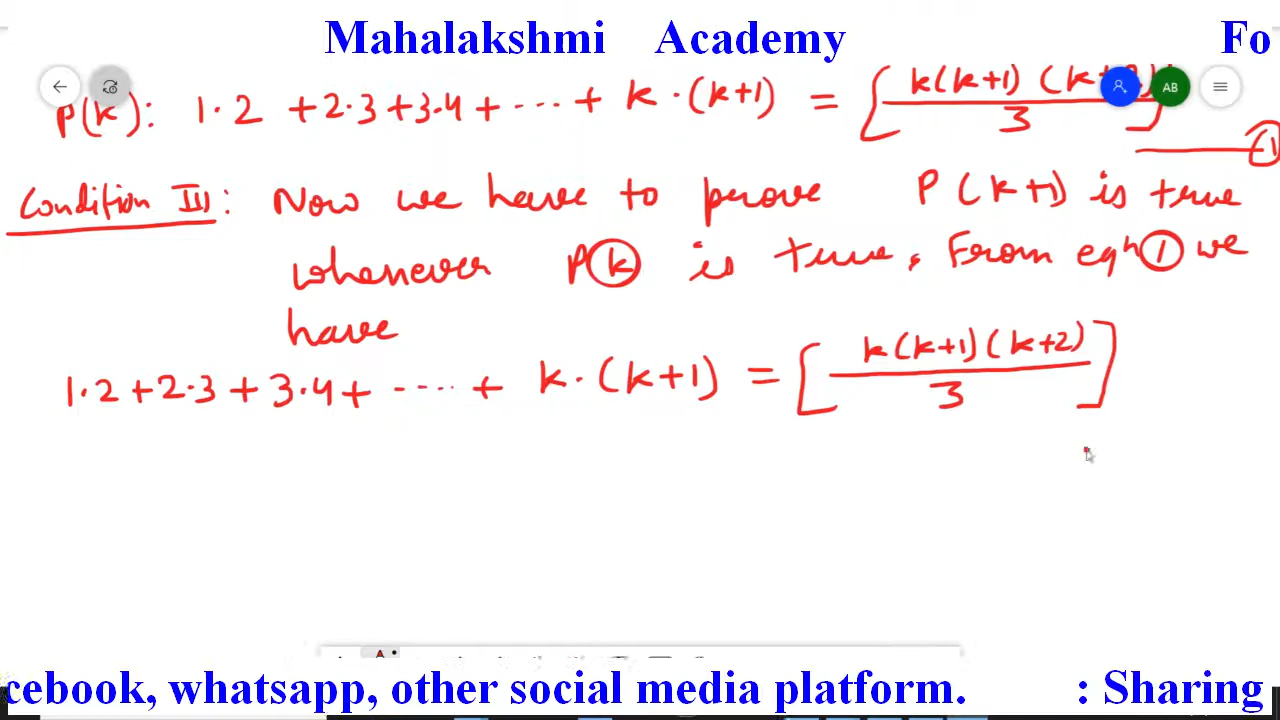 Mahalakshmi Academy Fo
P(k): 1·2 +2·3+3·4+ ··· + k·(k+1) = [k(k+1)(k+2)/3]
AB
1
Condition III: Now we have to prove P(k+1) is true
whenever P(k) is true. From eqn ① we
have
1·2+2·3+3·4+ ····+ k·(k+1) = [k(k+1)(k+2)/3]
cebook, whatsapp, other social media platform. : Sharing